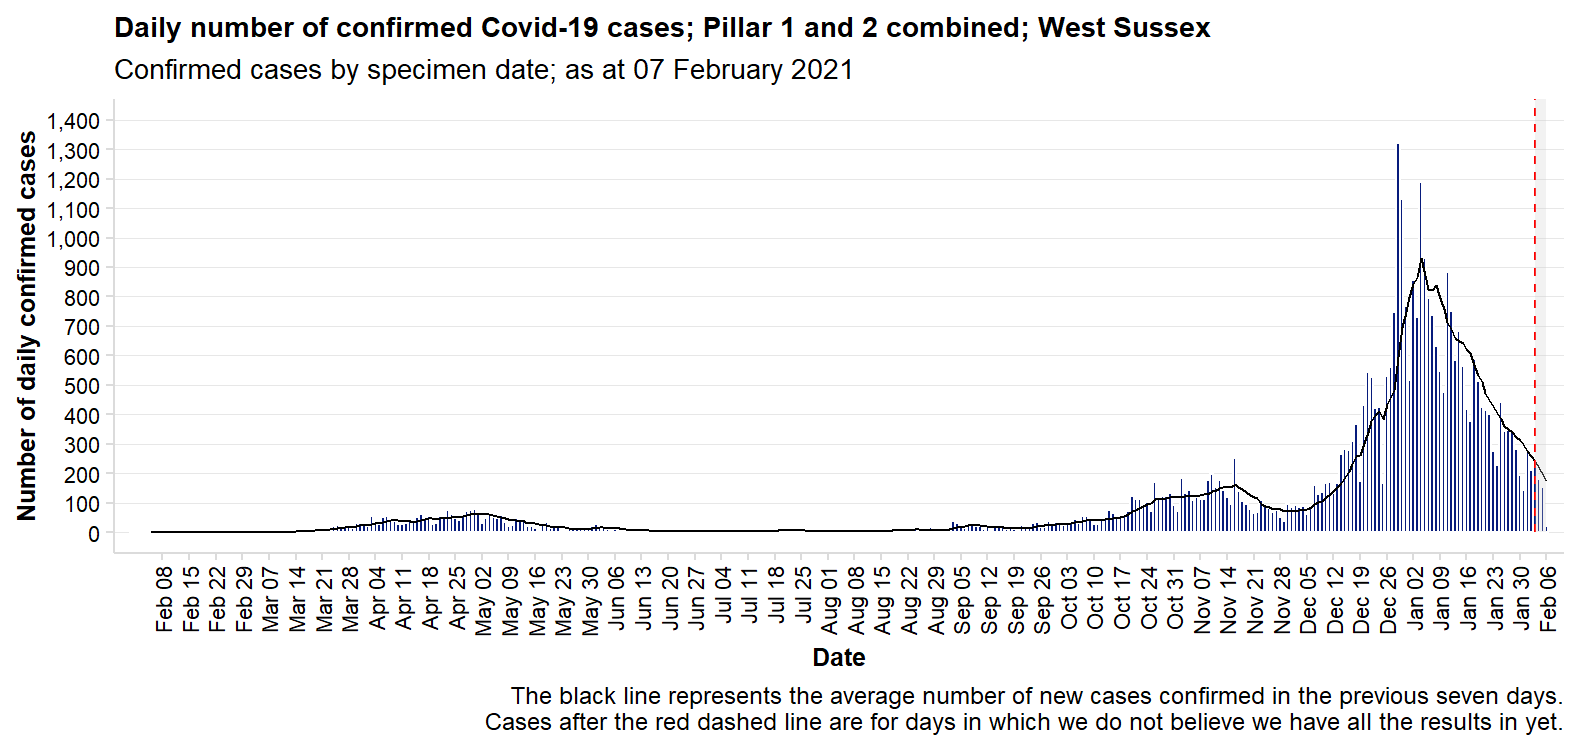 Daily number of confirmed Covid-19 cases; Pillar 1 and 2 combined; West Sussex
Confirmed cases by specimen date; as at 07 February 2021
Number of daily confirmed cases
1,400
1,300
1,200
1,100
1,000
900
800
700
600
500
400
300
200
100
0
Feb 08
Feb 15
Feb 22
Feb 29
Mar 07
Mar 14
Mar 21
Mar 28
Apr 04
Apr 11
Apr 18
Apr 25
May 02
May 09
May 16
May 23
May 30
Jun 06
Jun 13
Jun 20
Jun 27
Jul 04
Jul 11
Jul 18
Jul 25
Aug 01
Aug 08
Aug 15
Aug 22
Aug 29
Sep 05
Sep 12
Sep 19
Sep 26
Oct 03
Oct 10
Oct 17
Oct 24
Oct 31
Nov 07
Nov 14
Nov 21
Nov 28
Dec 05
Dec 12
Dec 19
Dec 26
Jan 02
Jan 09
Jan 16
Jan 23
Jan 30
Feb 06
Date
The black line represents the average number of new cases confirmed in the previous seven days.
Cases after the red dashed line are for days in which we do not believe we have all the results in yet.